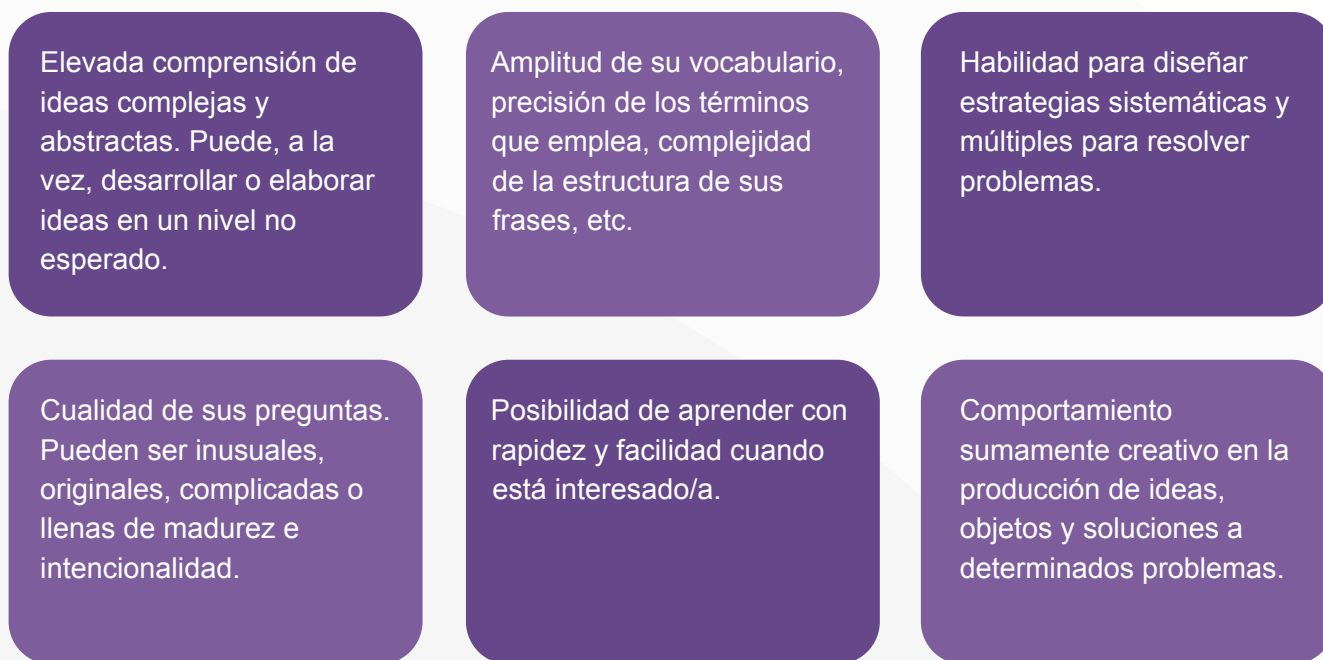 Elevada comprensión de
ideas complejas y
abstractas. Puede, a la
vez, desarrollar o elaborar
ideas en un nivel no
esperado.
Amplitud de su vocabulario,
precisión de los términos
que emplea, complejidad
de la estructura de sus
frases, etc.
Habilidad para diseñar
estrategias sistemáticas y
múltiples para resolver
problemas.
Cualidad de sus preguntas.
Pueden ser inusuales,
originales, complicadas o
llenas de madurez e
intencionalidad.
Posibilidad de aprender con
rapidez y facilidad cuando
está interesado/a.
Comportamiento
sumamente creativo en la
producción de ideas,
objetos y soluciones a
determinados problemas.